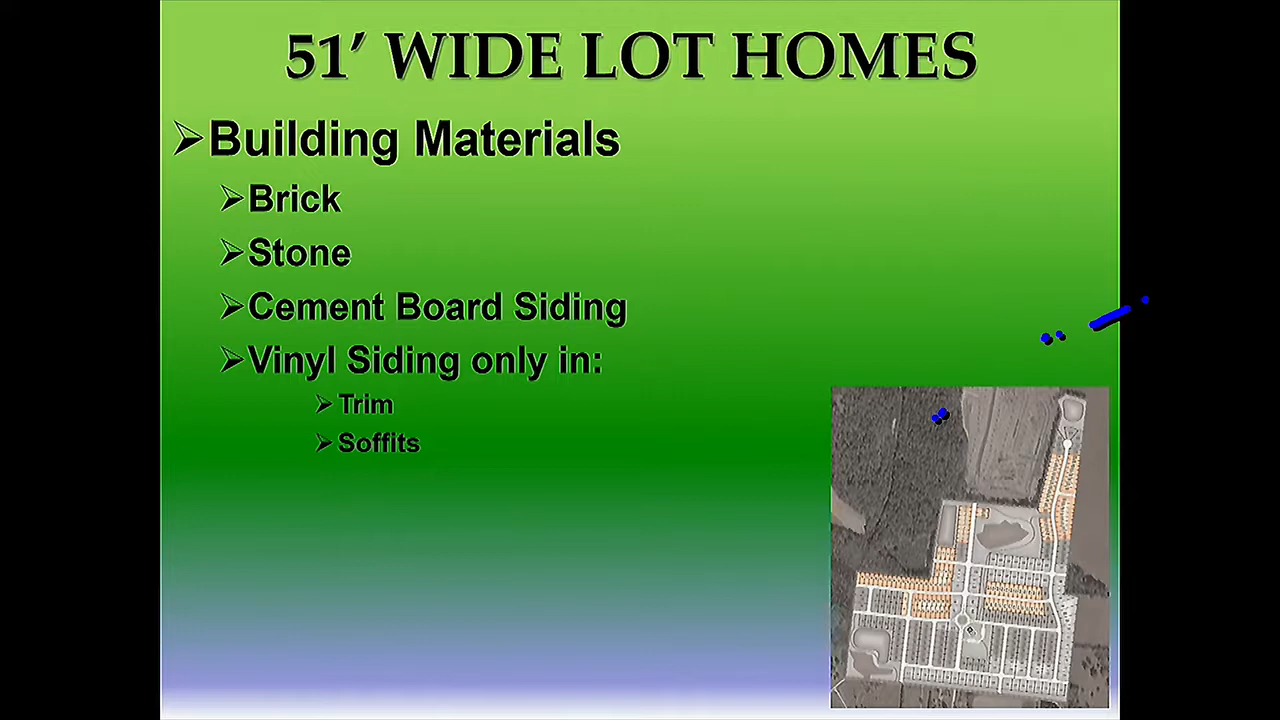 51’ WIDE LOT HOMES
Building Materials
Brick
Stone
Cement Board Siding
Vinyl Siding only in:
Trim
Soffits